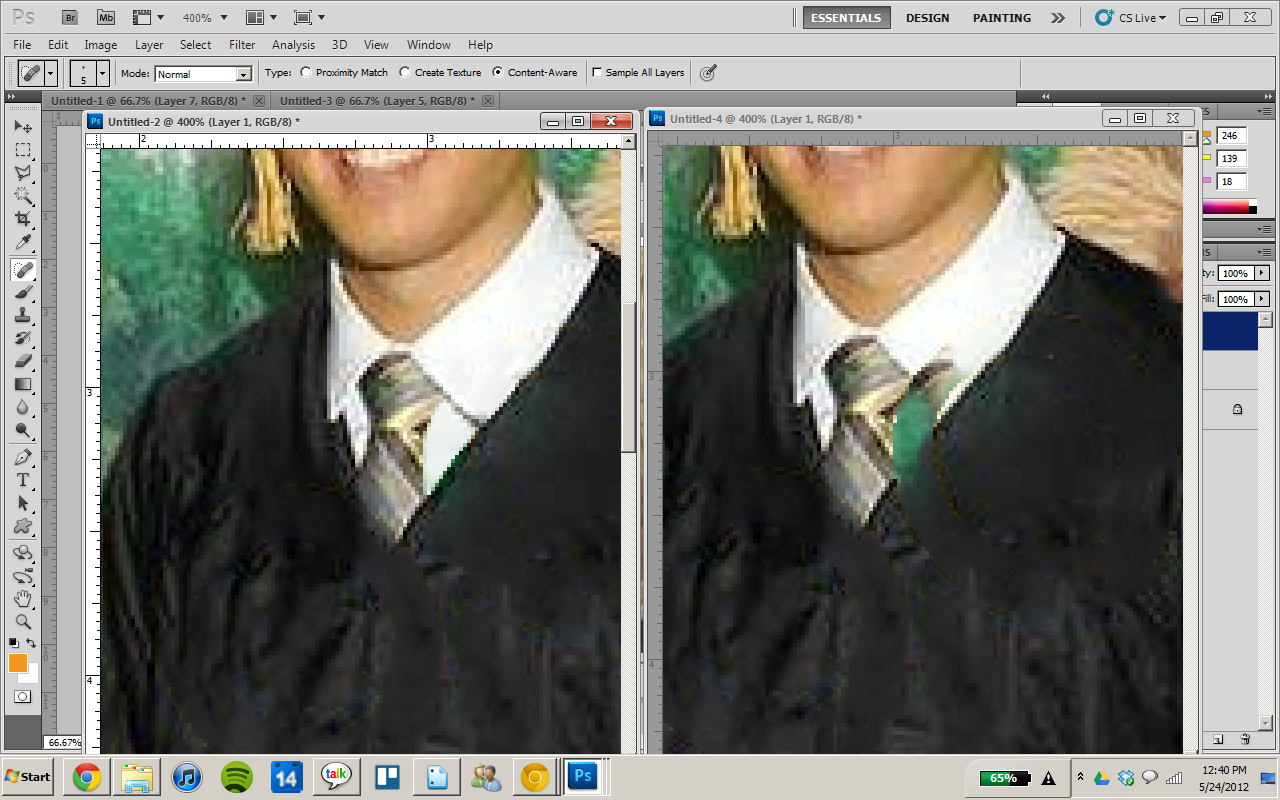 Ps Br Mb 400% ESSENTIALS DESIGN PAINTING CS Live
File Edit Image Layer Select Filter Analysis 3D View Window Help
5 Mode: Normal Type: Proximity Match Create Texture Content-Aware Sample All Layers
Untitled-1 @ 66.7% (Layer 7, RGB/8) * Untitled-3 @ 66.7% (Layer 5, RGB/8) *
Ps Untitled-2 @ 400% (Layer 1, RGB/8) *
Ps Untitled-4 @ 400% (Layer 1, RGB/8) *
2 3
3
3
4
3
4
246
139
18
100%
100%
66.67%
Start 14 talk Ps 65% 12:40 PM
5/24/2012